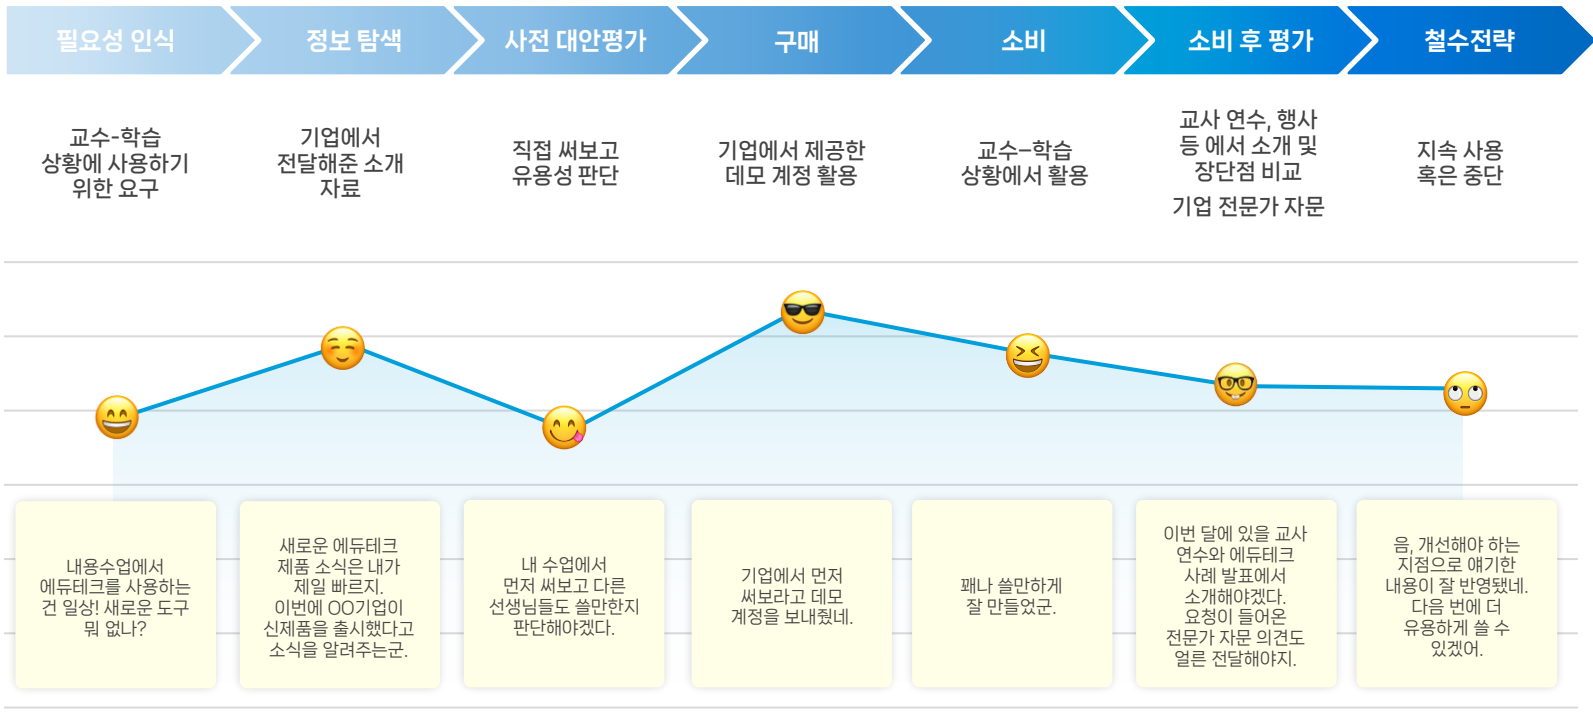 필요성 인식
정보 탐색
사전 대안평가
구매
소비
소비 후 평가
철수전략
교수-학습
상황에 사용하기
위한 요구
기업에서
전달해준 소개
자료
직접 써보고
유용성 판단
기업에서 제공한
데모 계정 활용
교수–학습
상황에서 활용
교사 연수, 행사
등 에서 소개 및
장단점 비교
기업 전문가 자문
지속 사용
혹은 중단
내용수업에서
에듀테크를 사용하는
건 일상! 새로운 도구
뭐 없나?
새로운 에듀테크
제품 소식은 내가
제일 빠르지.
이번에 OO기업이
신제품을 출시했다고
소식을 알려주는군.
내 수업에서
먼저 써보고 다른
선생님들도 쓸만한지
판단해야겠다.
기업에서 먼저
써보라고 데모
계정을 보내줬네.
꽤나 쓸만하게
잘 만들었군.
이번 달에 있을 교사
연수와 에듀테크
사례 발표에서
소개해야겠다.
요청이 들어온
전문가 자문 의견도
얼른 전달해야지.
음, 개선해야 하는
지점으로 얘기한
내용이 잘 반영됐네.
다음 번에 더
유용하게 쓸 수
있겠어.